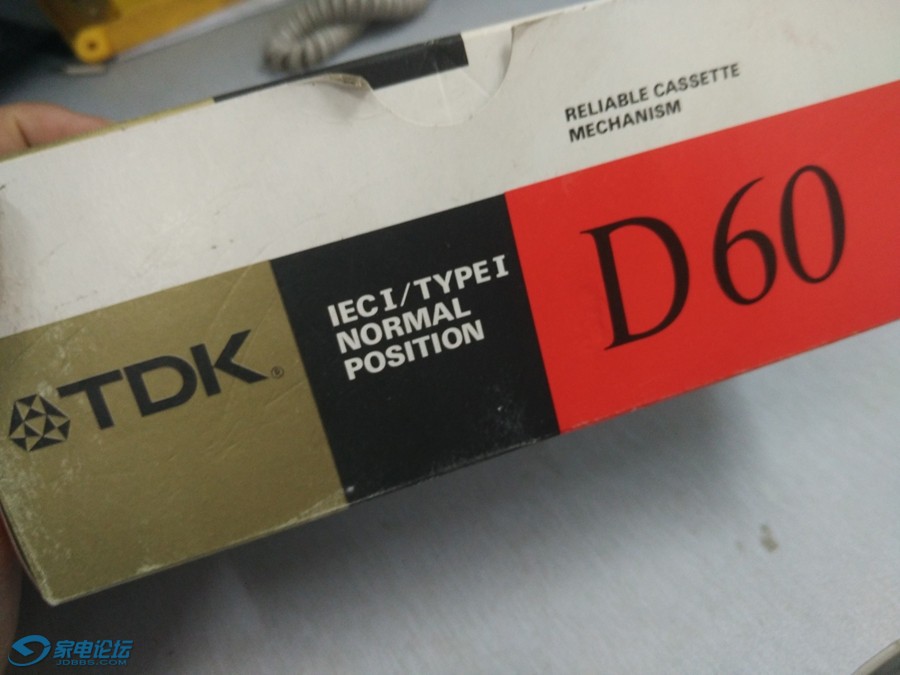 RELIABLE CASSETTE
MECHANISM
D60
IEC I/TYPE I
NORMAL
POSITION
TDK®
家电论坛
JDBBS.COM